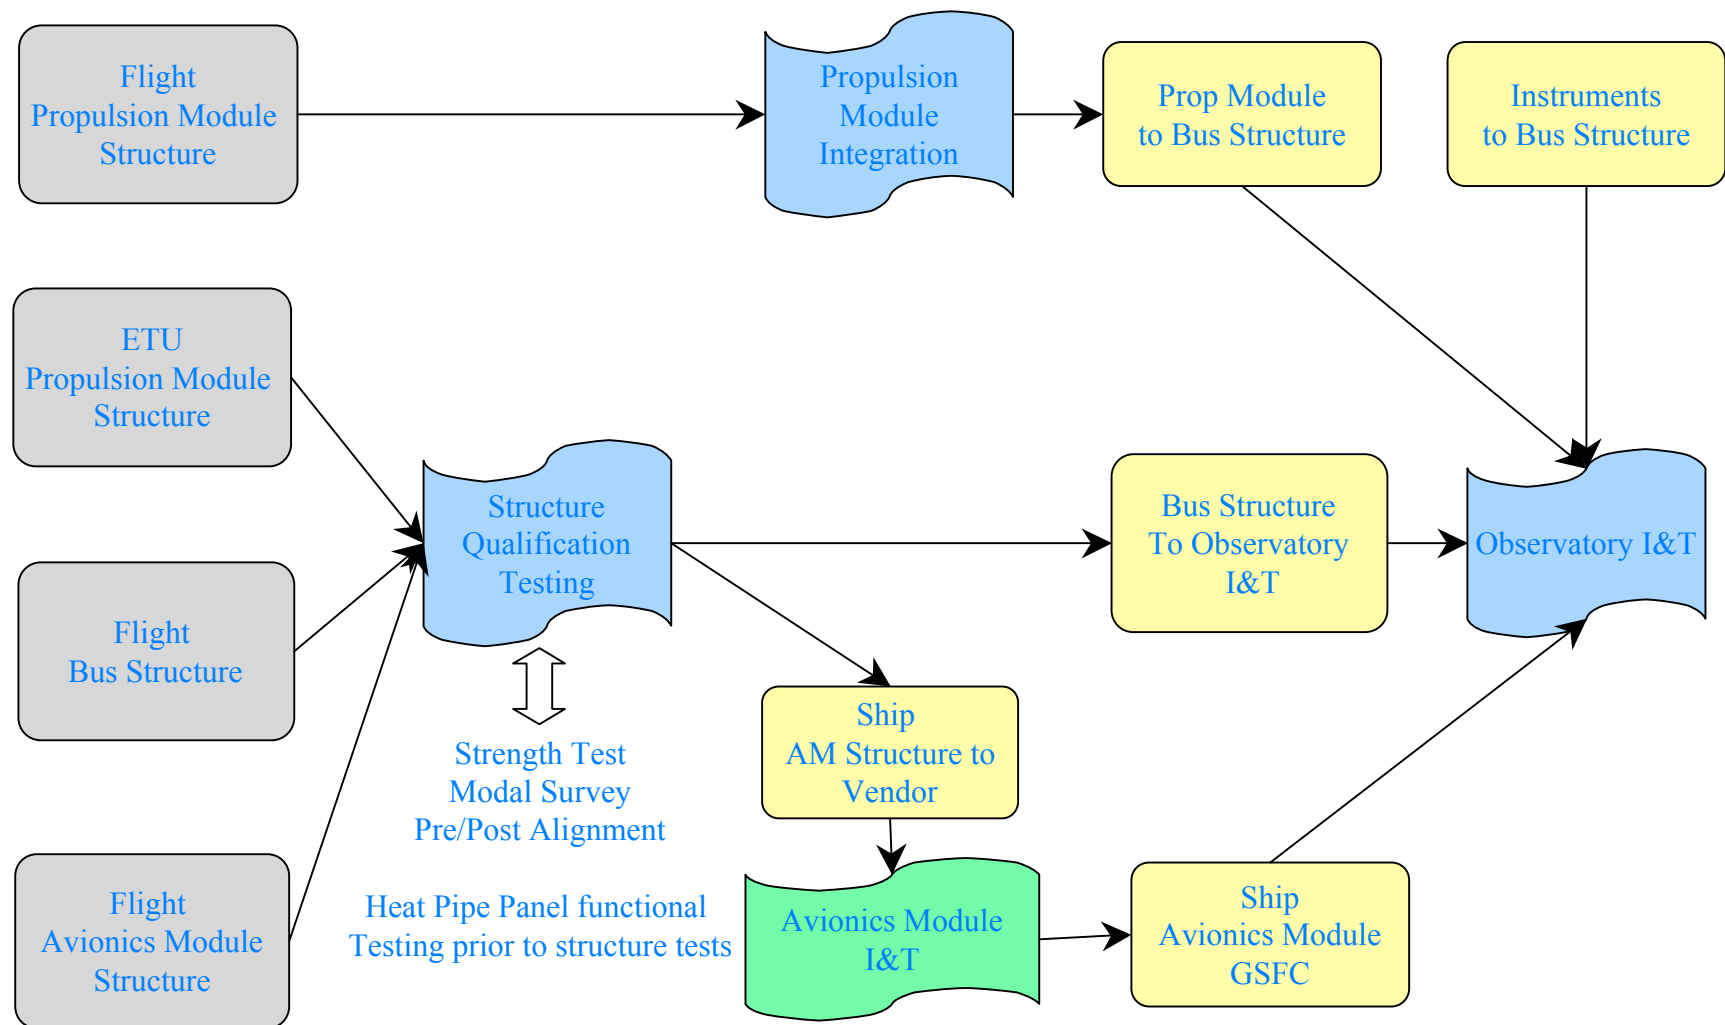 Flight
Propulsion Module
Structure
Propulsion
Module
Integration
Prop Module
to Bus Structure
Instruments
to Bus Structure
ETU
Propulsion Module
Structure
Structure
Qualification
Testing
Bus Structure
To Observatory
I&T
Observatory I&T
Flight
Bus Structure
Strength Test
Modal Survey
Pre/Post Alignment
Heat Pipe Panel functional
Testing prior to structure tests
Ship
AM Structure to
Vendor
Flight
Avionics Module
Structure
Avionics Module
I&T
Ship
Avionics Module
GSFC